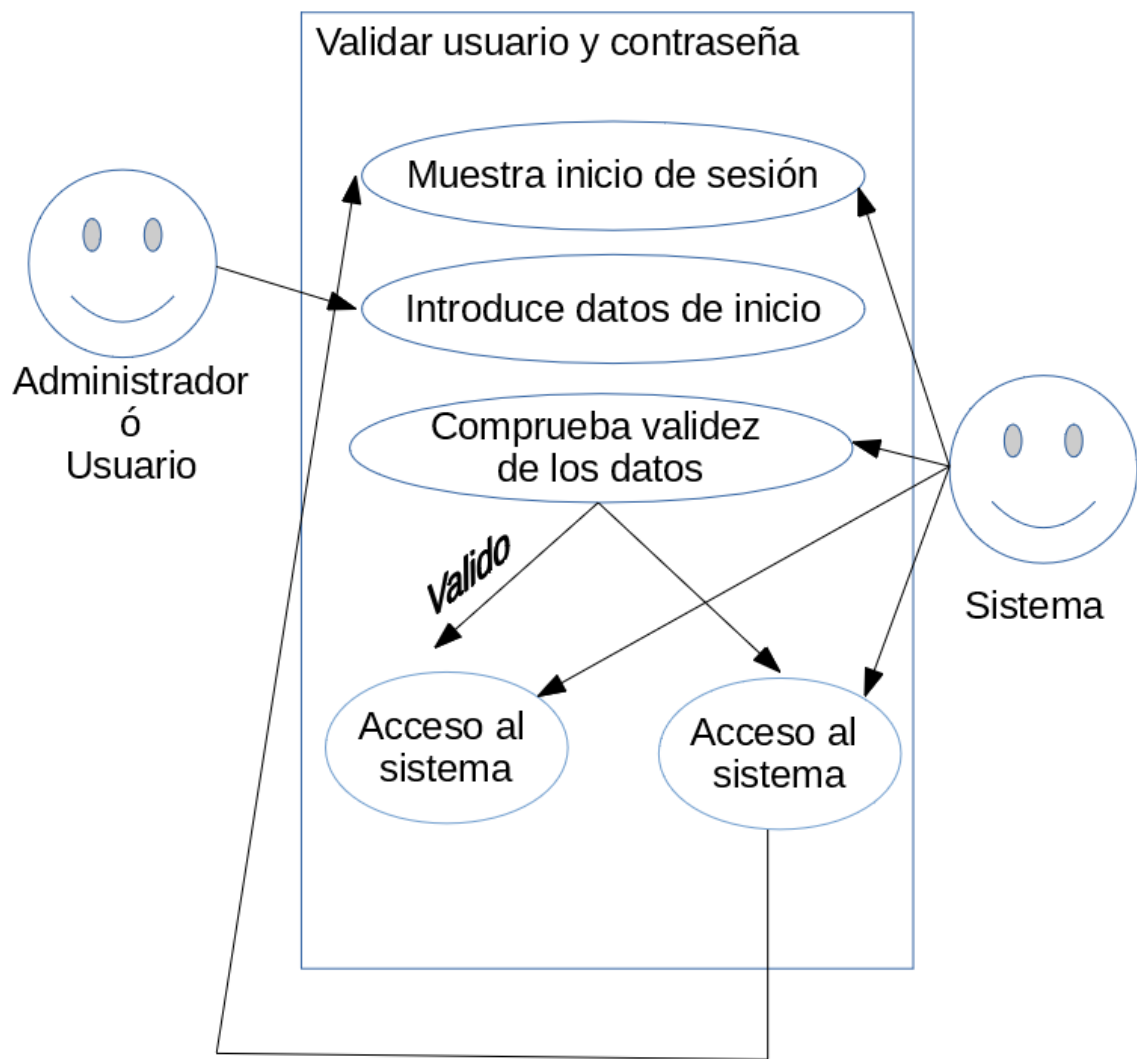 Validar usuario y contraseña
Muestra inicio de sesión
Introduce datos de inicio
Administrador
ó
Usuario
Comprueba validez
de los datos
Valido
Sistema
Acceso al
sistema
Acceso al
sistema